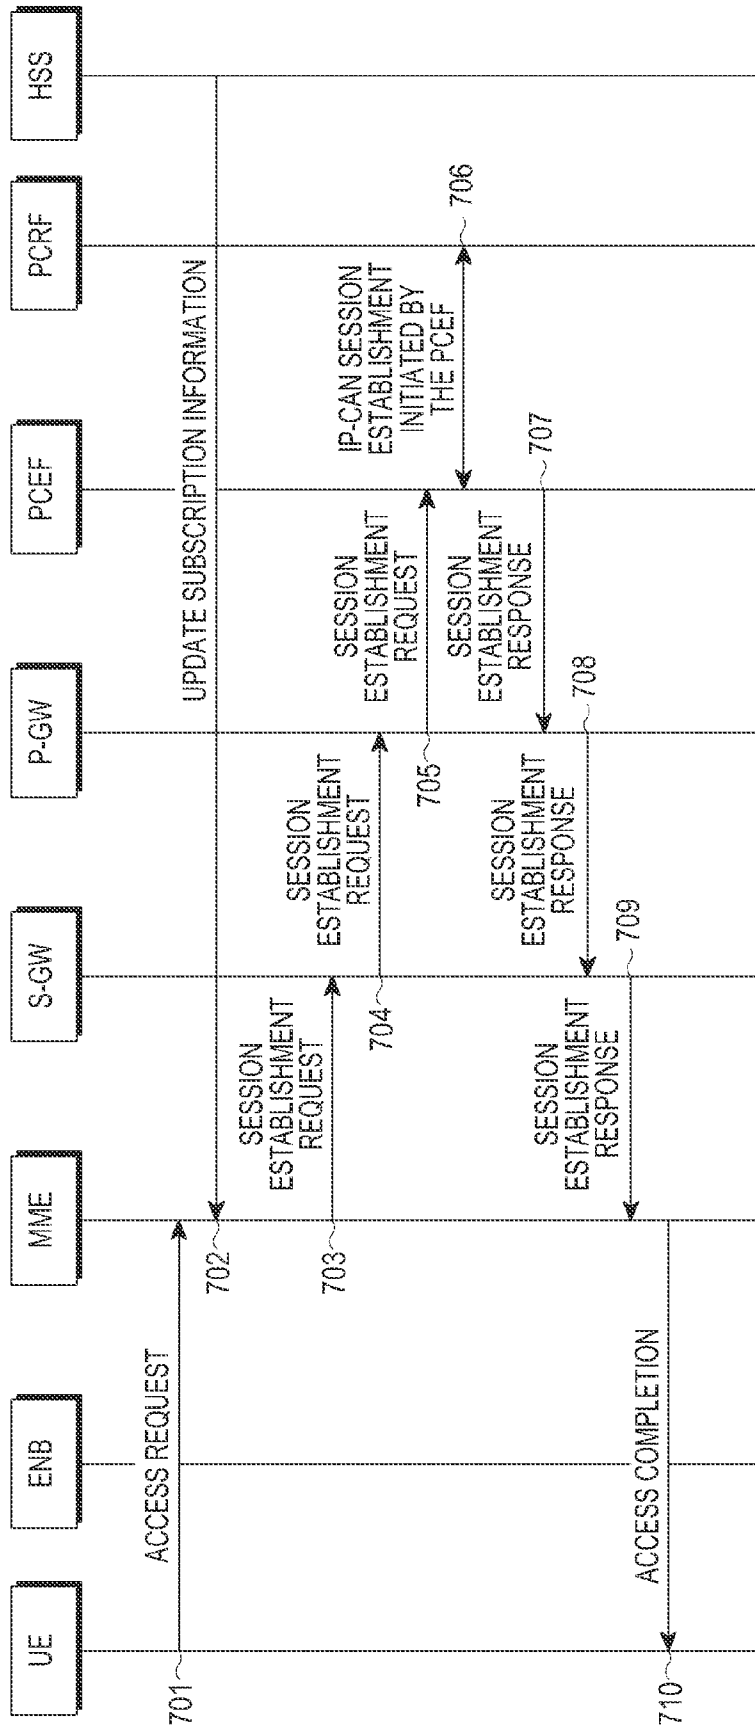 UE
ENB
MME
S-GW
P-GW
PCEF
PCRF
HSS
ACCESS REQUEST
701
UPDATE SUBSCRIPTION INFORMATION
702
SESSION
ESTABLISHMENT
REQUEST
703
SESSION
ESTABLISHMENT
REQUEST
704
SESSION
ESTABLISHMENT
REQUEST
705
IP-CAN SESSION
ESTABLISHMENT
INITIATED BY
THE PCEF
706
SESSION
ESTABLISHMENT
RESPONSE
707
SESSION
ESTABLISHMENT
RESPONSE
708
SESSION
ESTABLISHMENT
RESPONSE
709
ACCESS COMPLETION
710